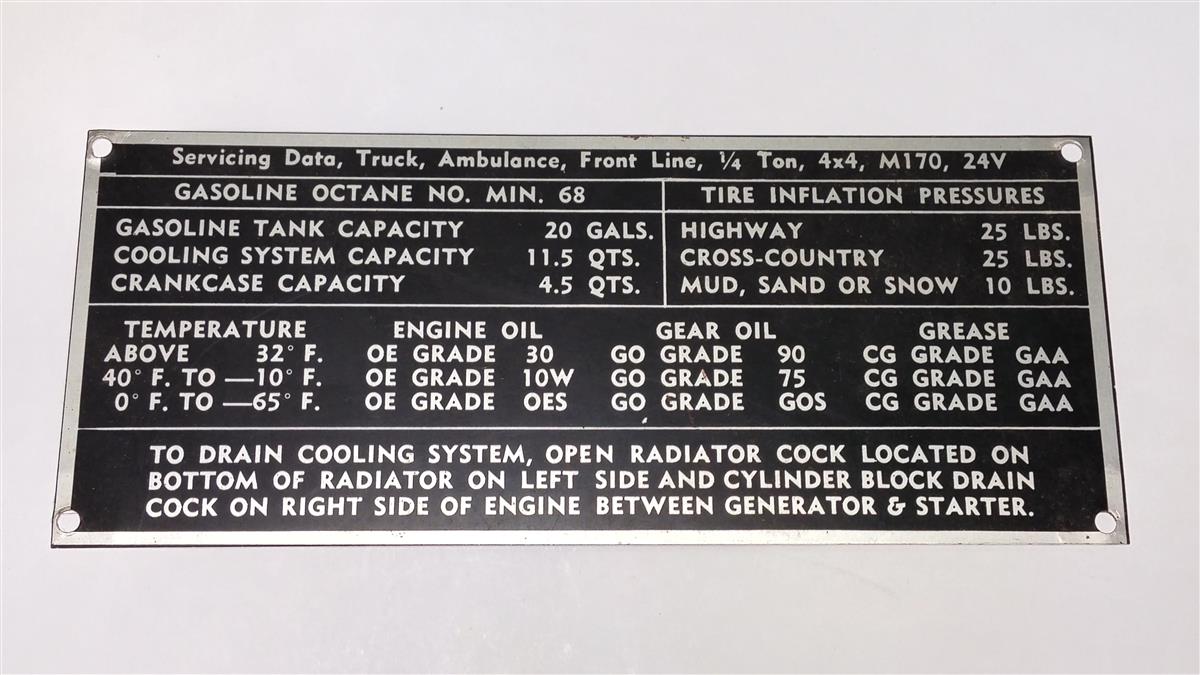 Servicing Data, Truck, Ambulance, Front Line, ¼ Ton, 4x4, M170, 24V
GASOLINE OCTANE NO. MIN. 68
TIRE INFLATION PRESSURES
GASOLINE TANK CAPACITY 20 GALS.
COOLING SYSTEM CAPACITY 11.5 QTS.
CRANKCASE CAPACITY 4.5 QTS.
HIGHWAY 25 LBS.
CROSS-COUNTRY 25 LBS.
MUD, SAND OR SNOW 10 LBS.
TEMPERATURE ENGINE OIL GEAR OIL GREASE
ABOVE 32° F. OE GRADE 30 GO GRADE 90 CG GRADE GAA
40° F. TO —10° F. OE GRADE 10W GO GRADE 75 CG GRADE GAA
0° F. TO —65° F. OE GRADE OES GO GRADE GOS CG GRADE GAA
TO DRAIN COOLING SYSTEM, OPEN RADIATOR COCK LOCATED ON
BOTTOM OF RADIATOR ON LEFT SIDE AND CYLINDER BLOCK DRAIN
COCK ON RIGHT SIDE OF ENGINE BETWEEN GENERATOR & STARTER.